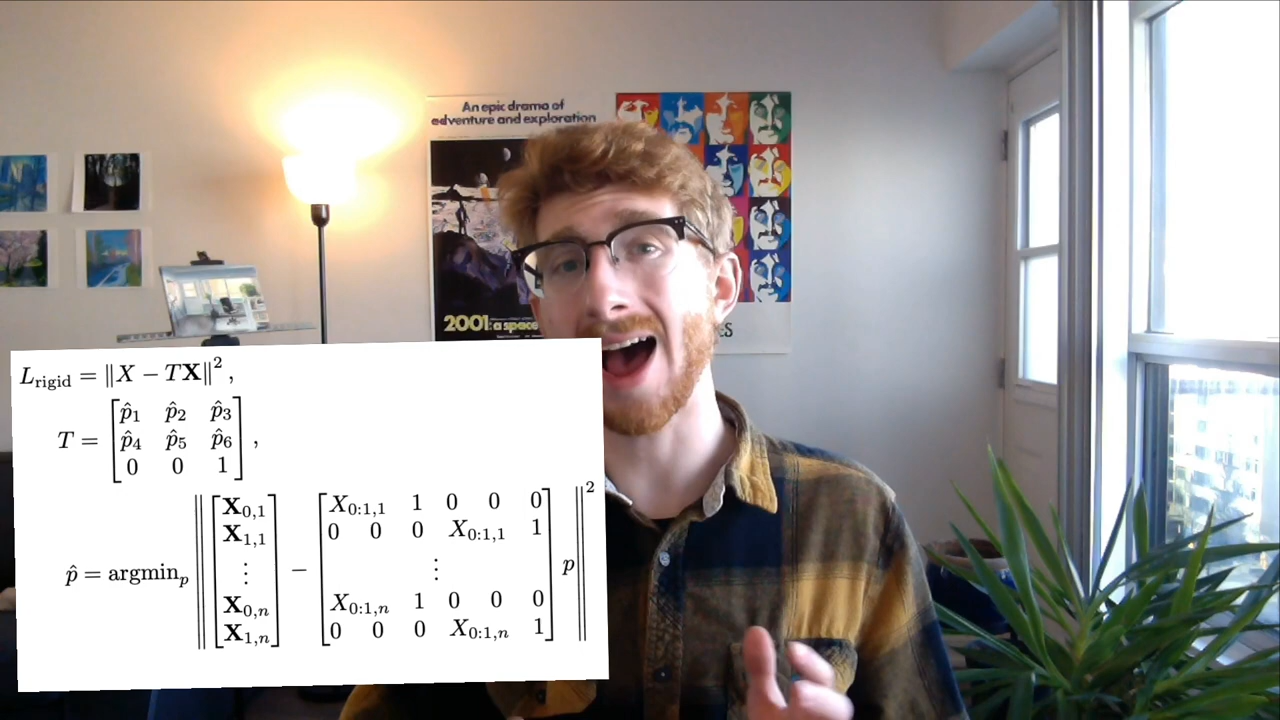 An epic drama of
adventure and exploration
2001: a space
ES
L_rigid = ‖X − T𝐗‖²,
T = [p̂₁ p̂₂ p̂₃
p̂₄ p̂₅ p̂₆
0 0 1],
p̂ = argmin_p ‖ [𝐗₀,₁ 𝐗₁,₁ ⋮ 𝐗₀,ₙ 𝐗₁,ₙ] − [X₀:₁,₁ 1 0 0 0
0 0 0 X₀:₁,₁ 1
⋮
X₀:₁,ₙ 1 0 0 0
0 0 0 X₀:₁,ₙ 1] p ‖²